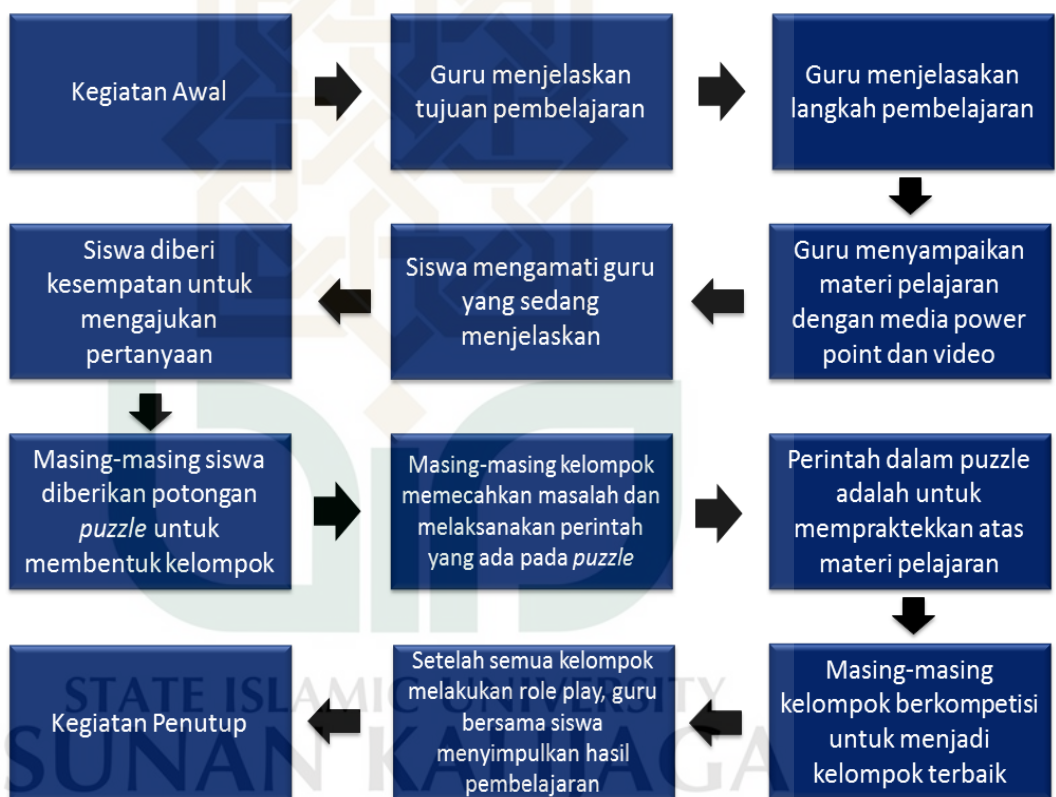 Kegiatan Awal
Guru menjelaskan
tujuan pembelajaran
Guru menjelasakan
langkah pembelajaran
Guru menyampaikan
materi pelajaran
dengan media power
point dan video
Siswa mengamati guru
yang sedang
menjelaskan
Siswa diberi
kesempatan untuk
mengajukan
pertanyaan
Masing-masing siswa
diberikan potongan
puzzle untuk
membentuk kelompok
Masing-masing kelompok
memecahkan masalah dan
melaksanakan perintah
yang ada pada puzzle
Perintah dalam puzzle
adalah untuk
mempraktekkan atas
materi pelajaran
Masing-masing
kelompok berkompetisi
untuk menjadi
kelompok terbaik
Setelah semua kelompok
melakukan role play, guru
bersama siswa
menyimpulkan hasil
pembelajaran
Kegiatan Penutup
STATE ISLAMIC UNIVERSITY
SUNAN KALIJAGA